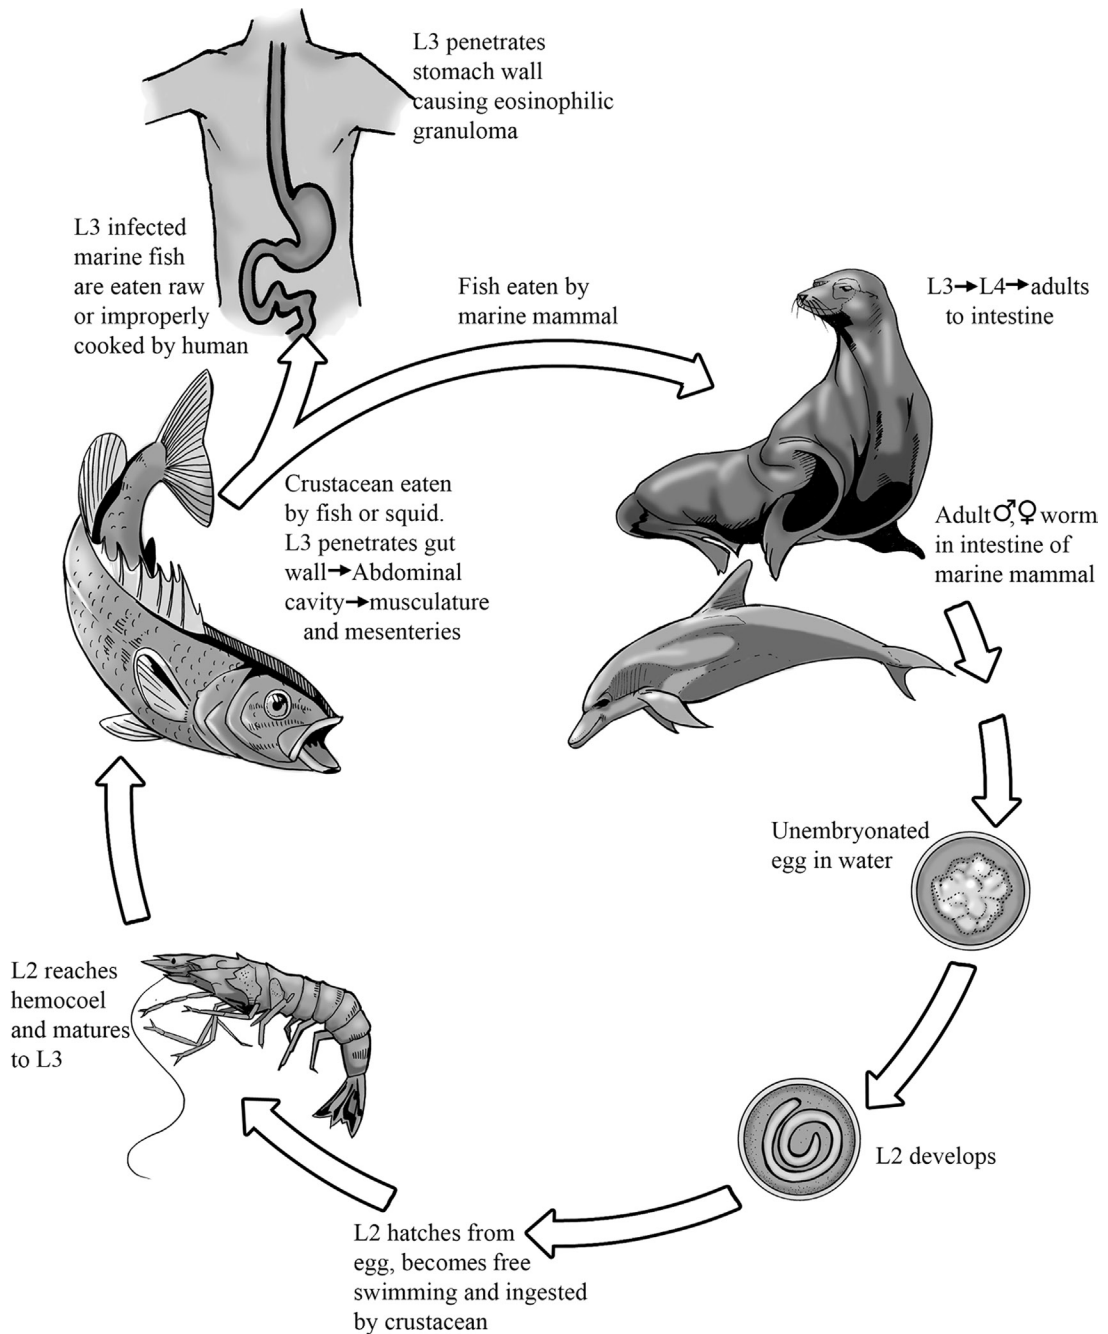 L3 penetrates
stomach wall
causing eosinophilic
granuloma
L3 infected
marine fish
are eaten raw
or improperly
cooked by human
Fish eaten by
marine mammal
L3→L4→adults
to intestine
Crustacean eaten
by fish or squid.
L3 penetrates gut
wall→Abdominal
cavity→musculature
and mesenteries
Adult♂,♀ worm
in intestine of
marine mammal
Unembryonated
egg in water
L2 develops
L2 hatches from
egg, becomes free
swimming and ingested
by crustacean
L2 reaches
hemocoel
and matures
to L3